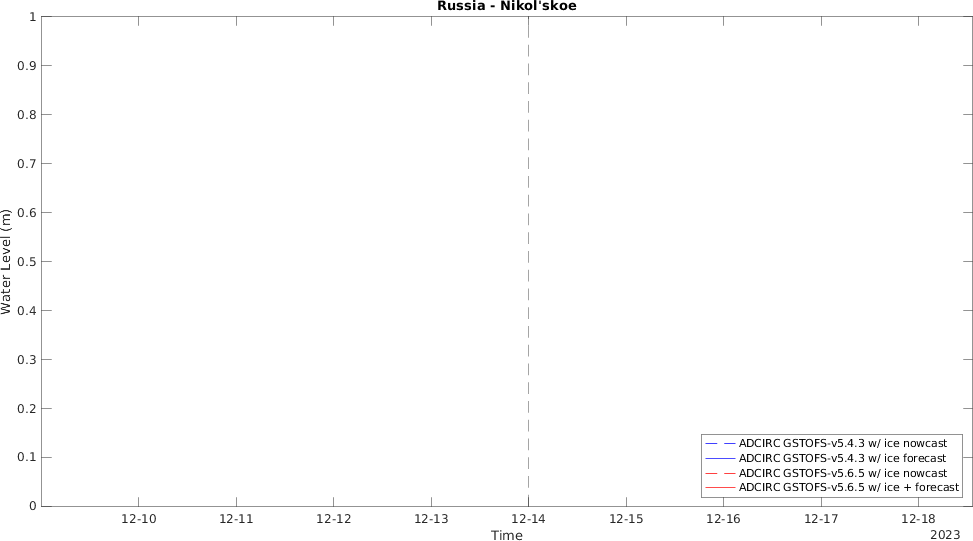 Russia - Nikol'skoe
1
0.9
0.8
0.7
0.6
0.5
0.4
0.3
0.2
0.1
0
Water Level (m)
ADCIRC GSTOFS-v5.4.3 w/ ice nowcast
ADCIRC GSTOFS-v5.4.3 w/ ice forecast
ADCIRC GSTOFS-v5.6.5 w/ ice nowcast
ADCIRC GSTOFS-v5.6.5 w/ ice + forecast
12-10 12-11 12-12 12-13 12-14 12-15 12-16 12-17 12-18
Time
2023